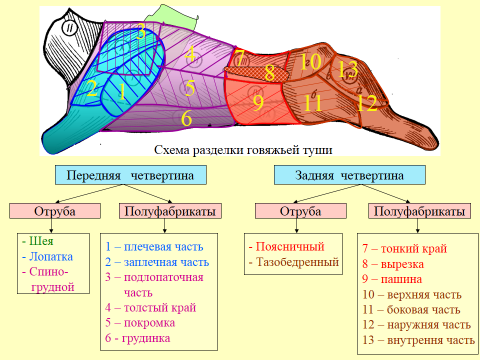 II
3
4
7
8
10
13
2
1
5
9
11
12
6
Схема разделки говяжьей туши
Передняя четвертина
Задняя четвертина
Отруба
Полуфабрикаты
Отруба
Полуфабрикаты
- Шея
- Лопатка
- Спино-
грудной
1 – плечевая часть
2 – заплечная часть
3 – подлопаточная
часть
4 – толстый край
5 – покромка
6 - грудинка
- Поясничный
- Тазобедренный
7 – тонкий край
8 – вырезка
9 – пашина
10 – верхняя часть
11 – боковая часть
12 – наружняя часть
13 – внутрення часть